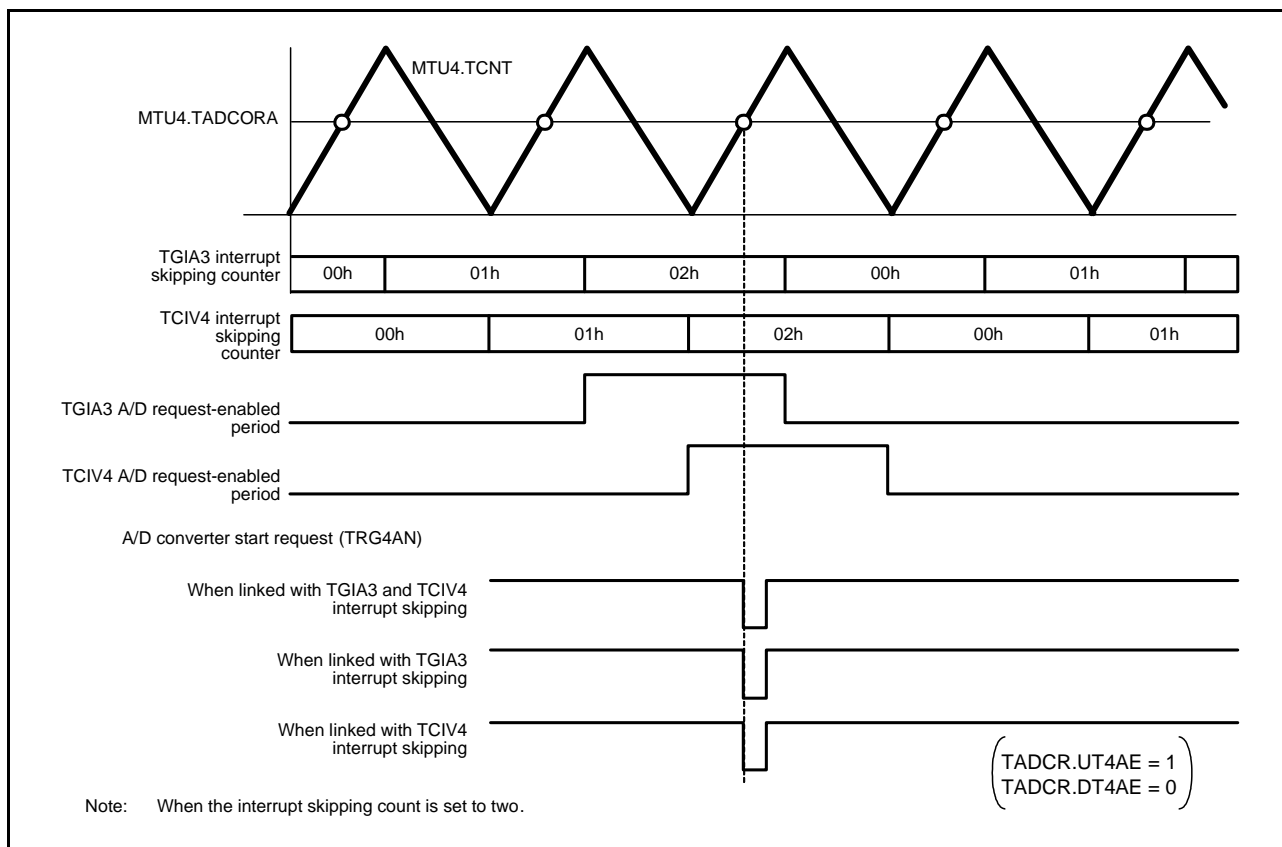 MTU4.TCNT
MTU4.TADCORA
TGIA3 interrupt
skipping counter
00h 01h 02h 00h 01h
TCIV4 interrupt
skipping
counter
00h 01h 02h 00h 01h
TGIA3 A/D request-enabled
period
TCIV4 A/D request-enabled
period
A/D converter start request (TRG4AN)
When linked with TGIA3 and TCIV4
interrupt skipping
When linked with TGIA3
interrupt skipping
When linked with TCIV4
interrupt skipping
TADCR.UT4AE = 1
TADCR.DT4AE = 0
Note: When the interrupt skipping count is set to two.